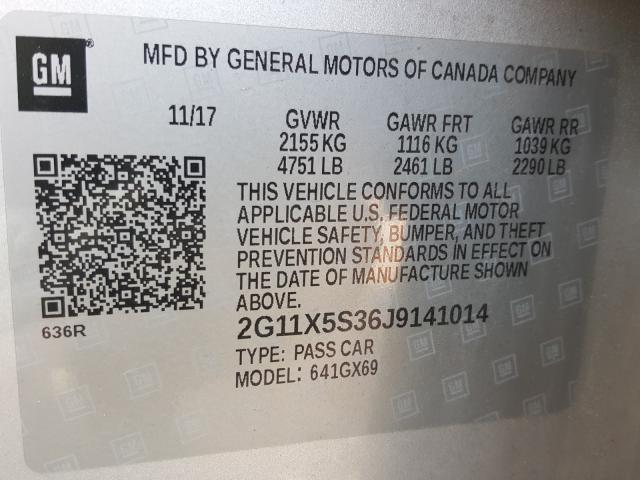 GM
MFD BY GENERAL MOTORS OF CANADA COMPANY
11/17 GVWR GAWR FRT GAWR RR
2155 KG 1116 KG 1039 KG
4751 LB 2461 LB 2290 LB
THIS VEHICLE CONFORMS TO ALL
APPLICABLE U.S. FEDERAL MOTOR
VEHICLE SAFETY, BUMPER, AND THEFT
PREVENTION STANDARDS IN EFFECT ON
THE DATE OF MANUFACTURE SHOWN
ABOVE.
636R
2G11X5S36J9141014
TYPE: PASS CAR
MODEL: 641GX69